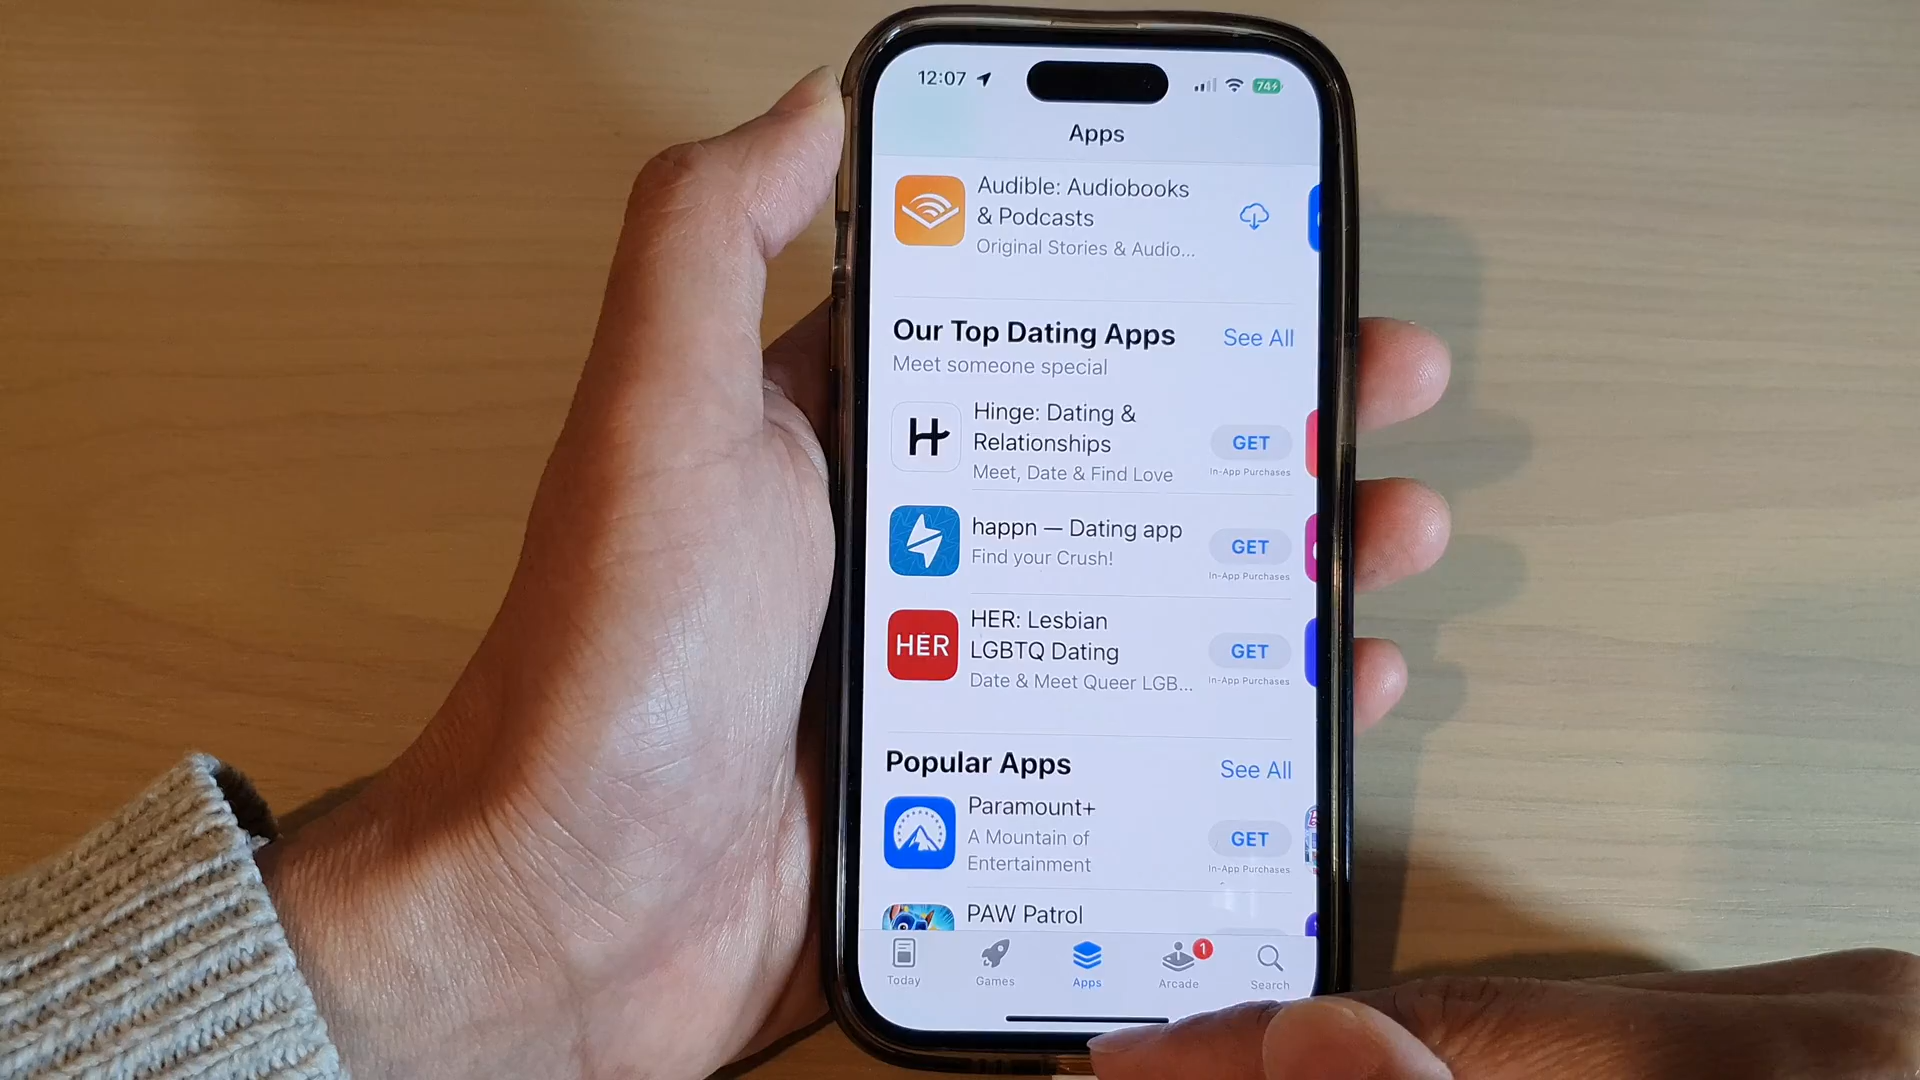 12:07
74
Apps
Audible: Audiobooks
& Podcasts
Original Stories & Audio...
Our Top Dating Apps
See All
Meet someone special
H
Hinge: Dating &
Relationships
Meet, Date & Find Love
GET
In-App Purchases
happn — Dating app
Find your Crush!
GET
In-App Purchases
HER
HER: Lesbian
LGBTQ Dating
Date & Meet Queer LGB...
GET
In-App Purchases
Popular Apps
See All
Paramount+
A Mountain of
Entertainment
GET
In-App Purchases
PAW Patrol
Today
Games
Apps
1
Arcade
Search